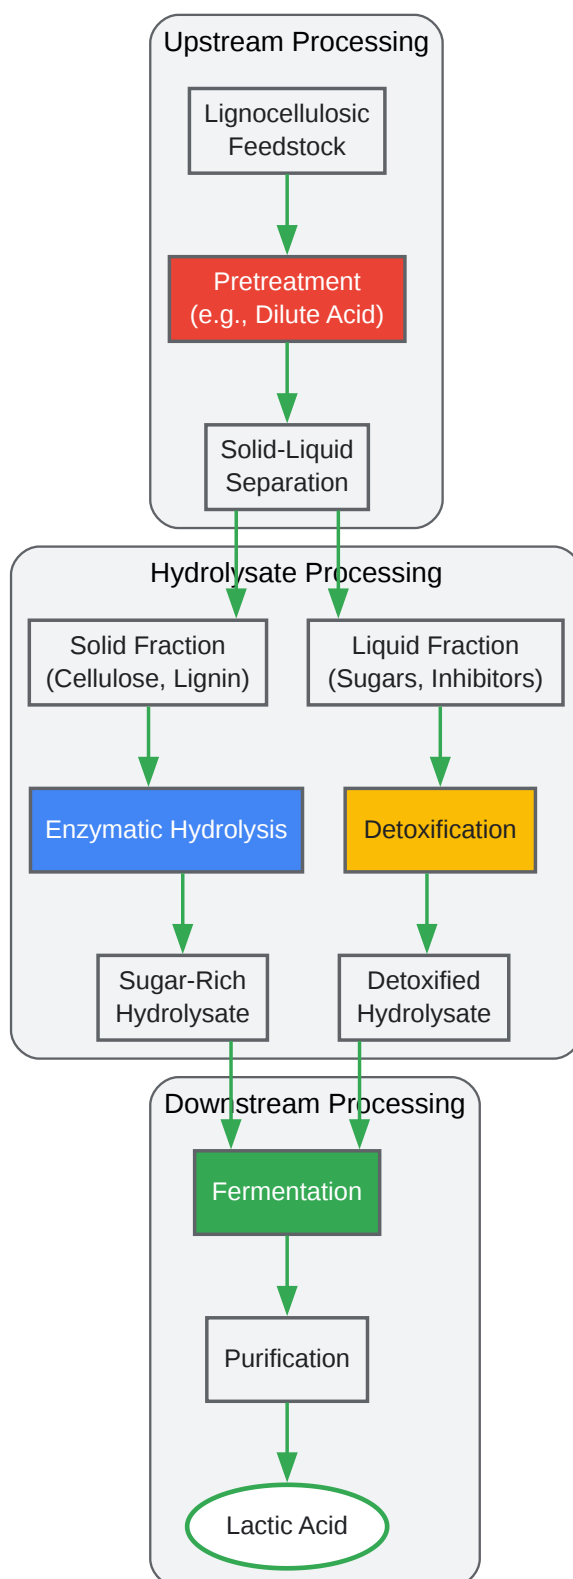 Upstream Processing
Lignocellulosic
Feedstock
Pretreatment
(e.g., Dilute Acid)
Solid-Liquid
Separation
Hydrolysate Processing
Solid Fraction
(Cellulose, Lignin)
Liquid Fraction
(Sugars, Inhibitors)
Enzymatic Hydrolysis
Detoxification
Sugar-Rich
Hydrolysate
Detoxified
Hydrolysate
Downstream Processing
Fermentation
Purification
Lactic Acid